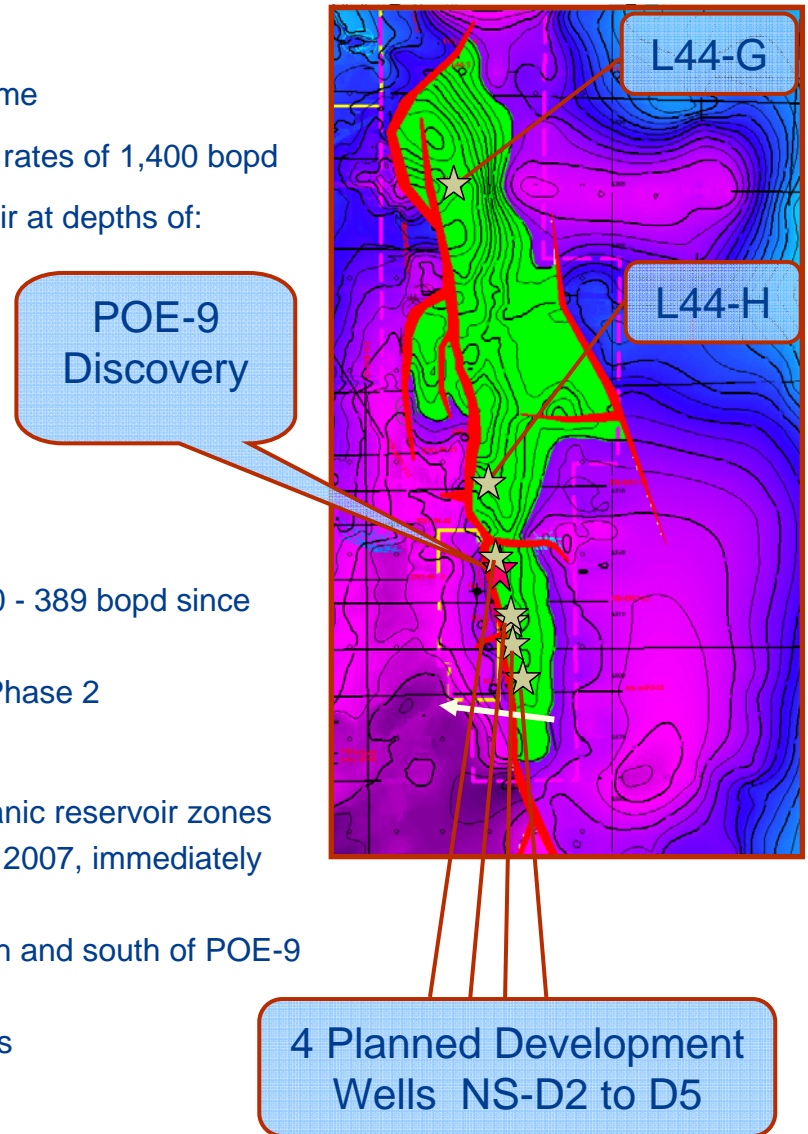 L44-G
me
rates of 1,400 bopd
ir at depths of:
L44-H
POE-9
Discovery
0 - 389 bopd since
Phase 2
anic reservoir zones
2007, immediately
n and south of POE-9
s
4 Planned Development
Wells NS-D2 to D5